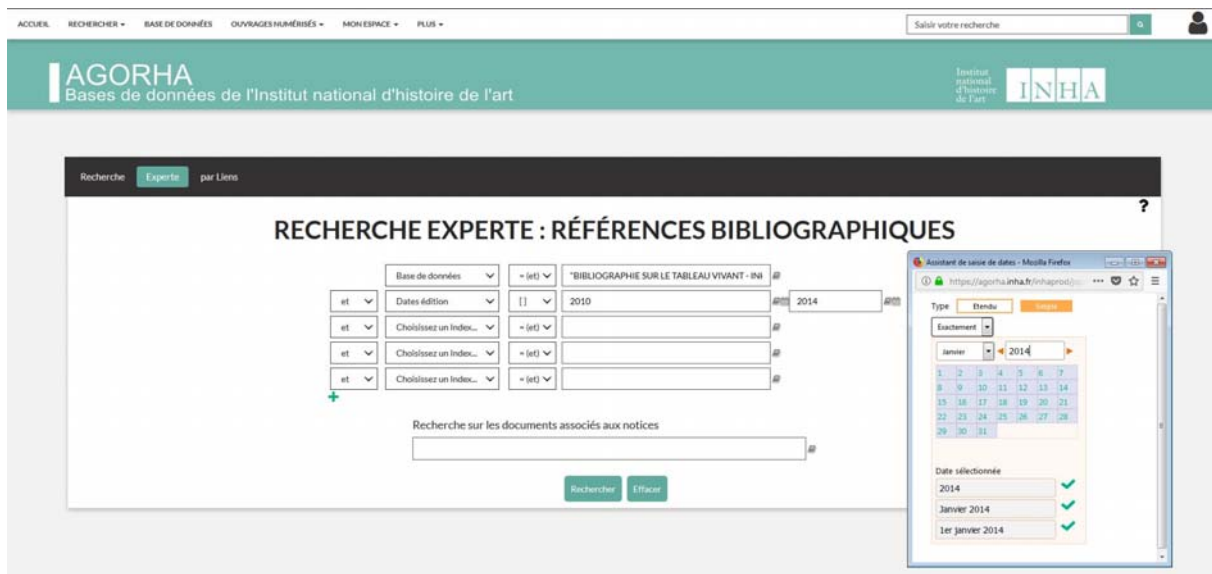 ACCUEIL RECHERCHER BASE DE DONNÉES OUVRAGES NUMÉRISÉS MON ESPACE PLUS Saisir votre recherche
AGORHA
Bases de données de l'Institut national d'histoire de l'art
Institut
national
d'histoire
de l'art
INHA
Recherche Experte par Liens
?
RECHERCHE EXPERTE : RÉFÉRENCES BIBLIOGRAPHIQUES
Base de données = (et) "BIBLIOGRAPHIE SUR LE TABLEAU VIVANT - INH
et Dates édition [ ] 2010 2014
et Choisissez un Index... = (et)
et Choisissez un Index... = (et)
et Choisissez un Index... = (et)
Recherche sur les documents associés aux notices
Rechercher Effacer
Assistant de saisie de dates - Mozilla Firefox
https://agorha.inha.fr/inhaprod/
Type Etendu Simple
Exactement
Janvier 2014
1 2 3 4 5 6 7
8 9 10 11 12 13 14
15 16 17 18 19 20 21
22 23 24 25 26 27 28
29 30 31
Date sélectionnée
2014
Janvier 2014
1er janvier 2014